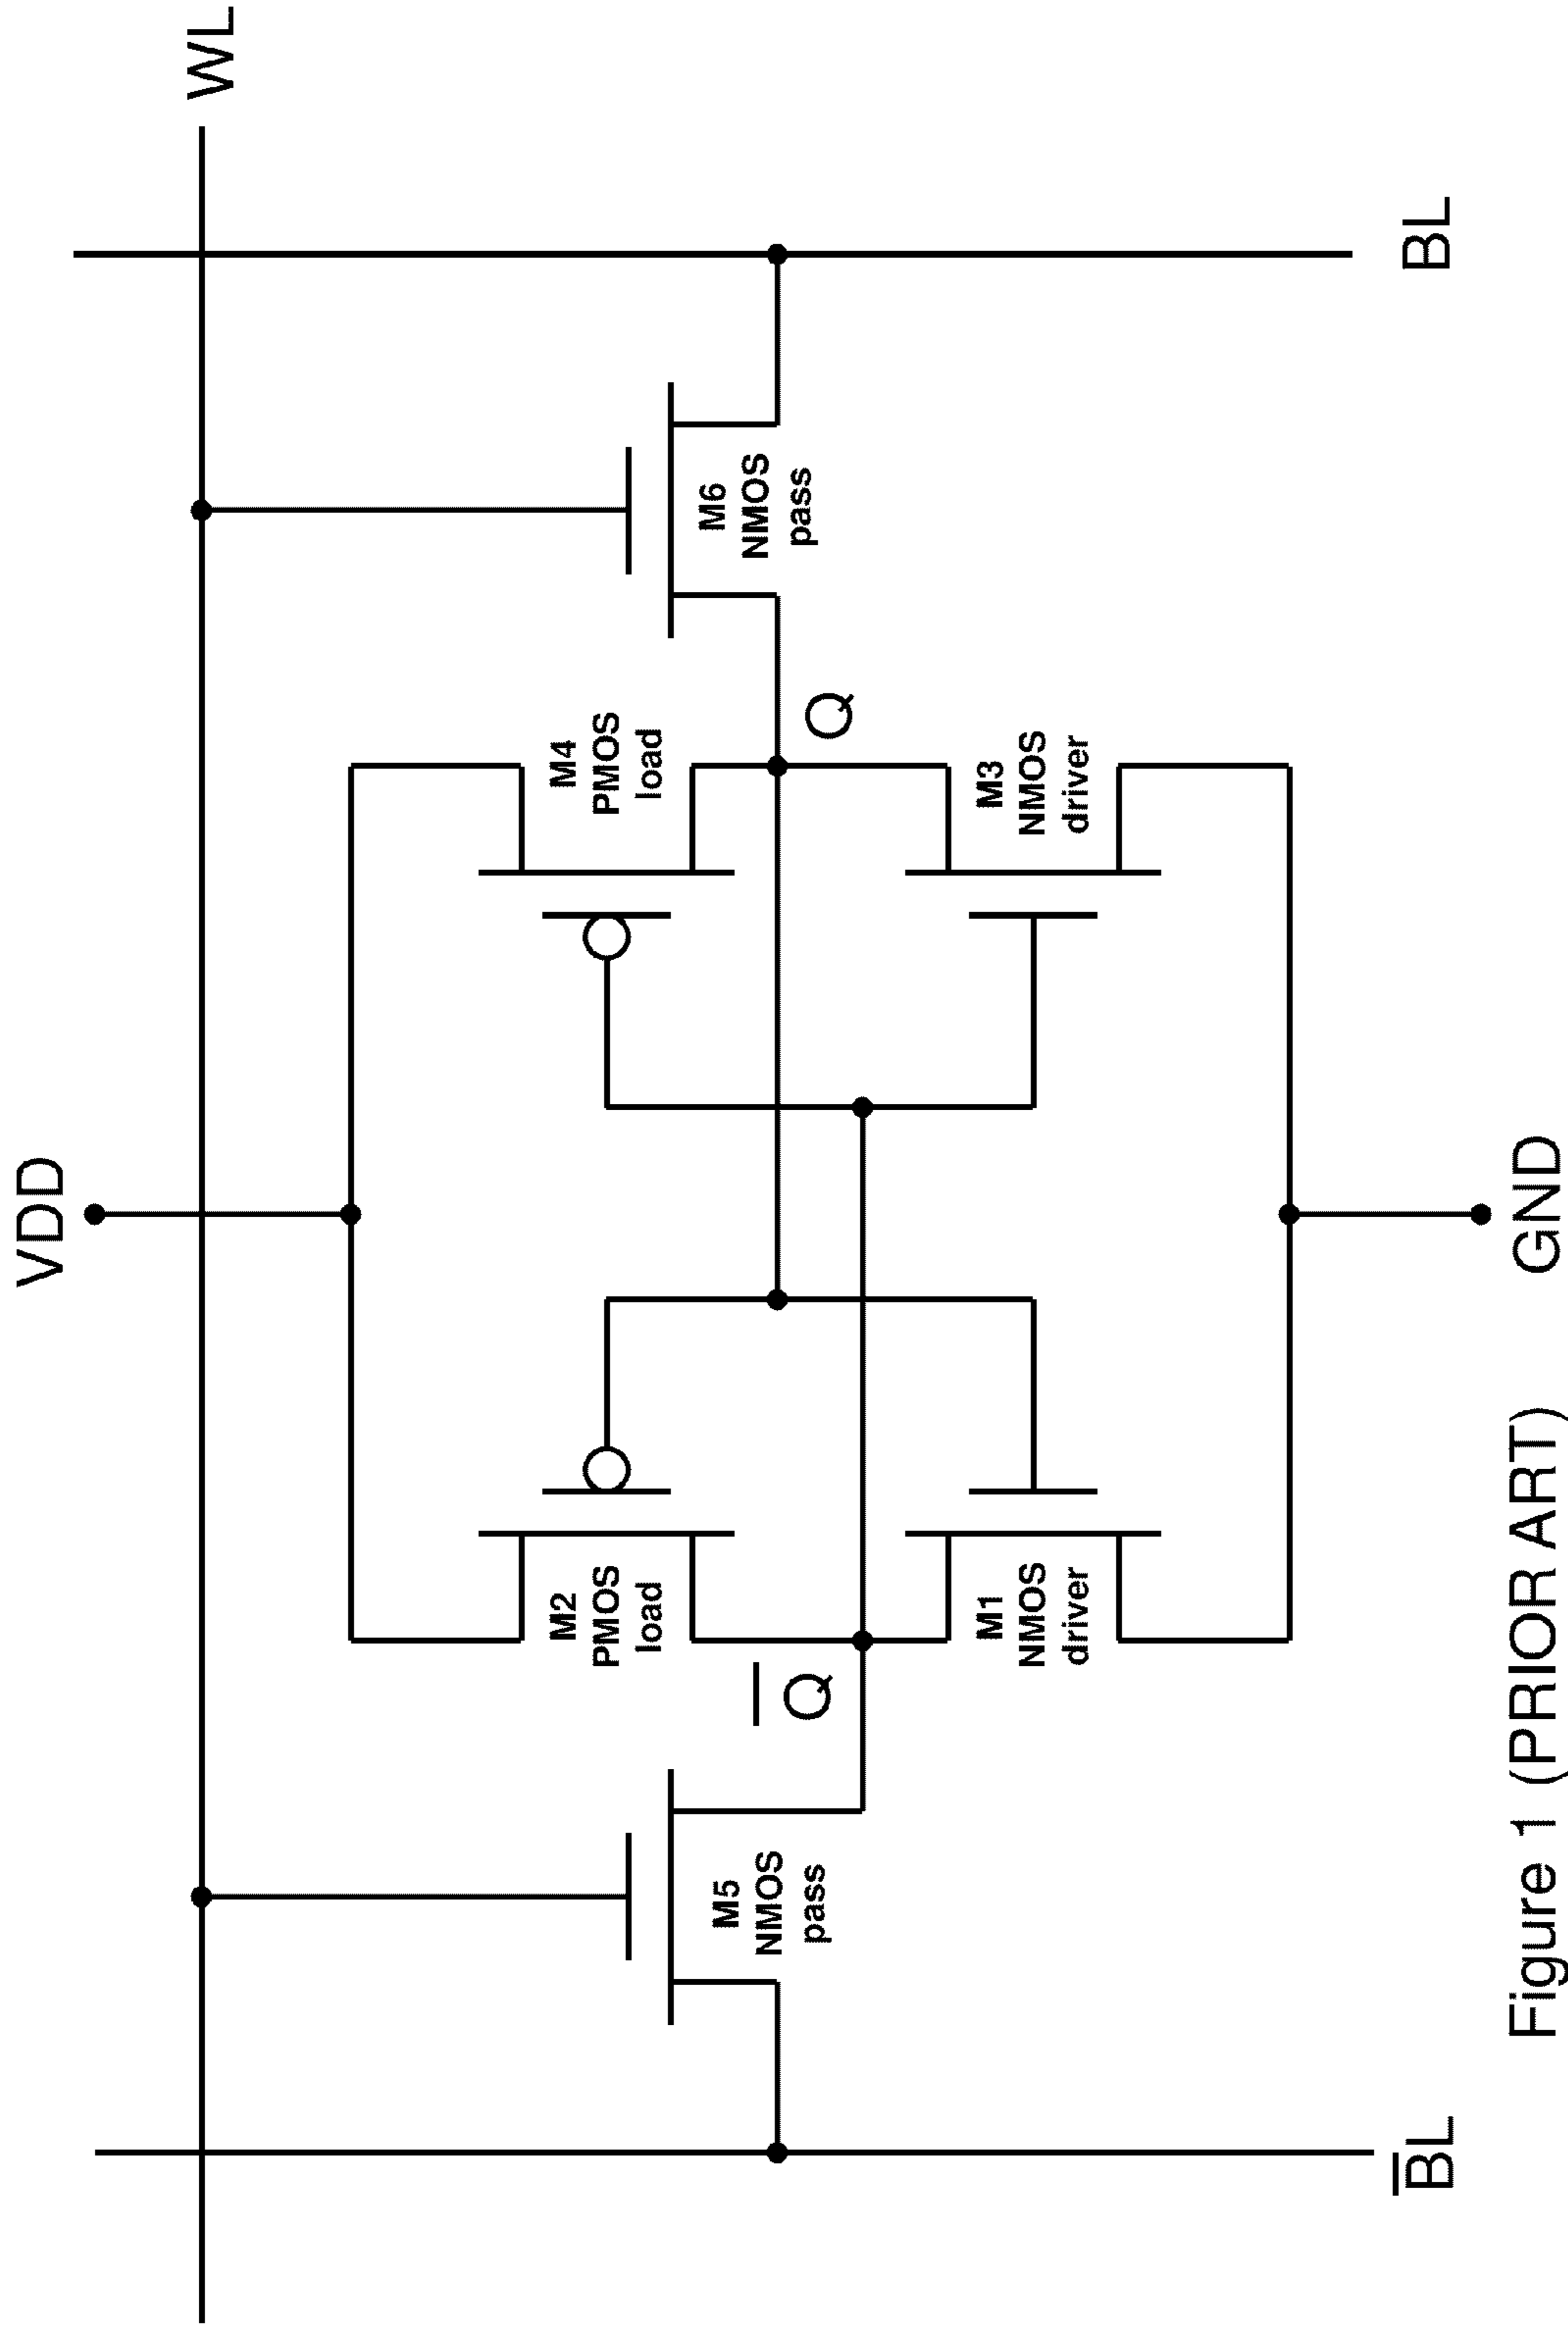 VDD
WL
M2
PMOS
load
M4
PMOS
load
M5
NMOS
pass
Q̅
Q
M6
NMOS
pass
M1
NMOS
driver
M3
NMOS
driver
B̅L
BL
GND
Figure 1 (PRIOR ART)